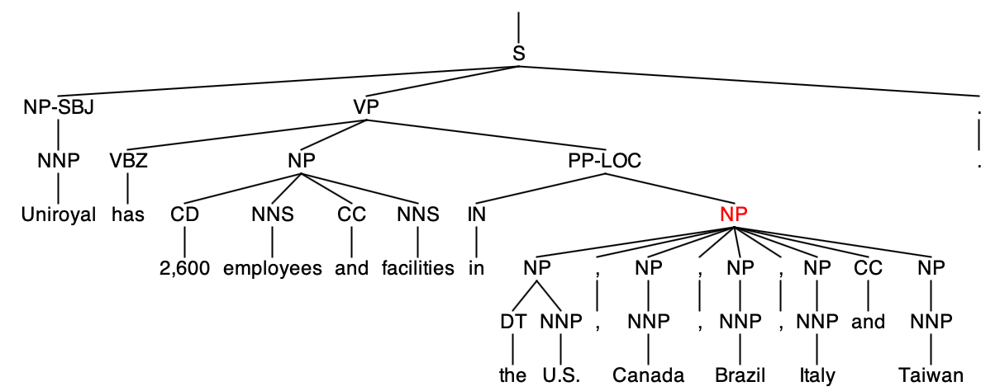 S
NP-SBJ VP .
NNP VBZ NP PP-LOC .
Uniroyal has CD NNS CC NNS IN NP
2,600 employees and facilities in NP , NP , NP , NP CC NP
DT NNP , NNP , NNP , NNP and NNP
the U.S. Canada Brazil Italy Taiwan